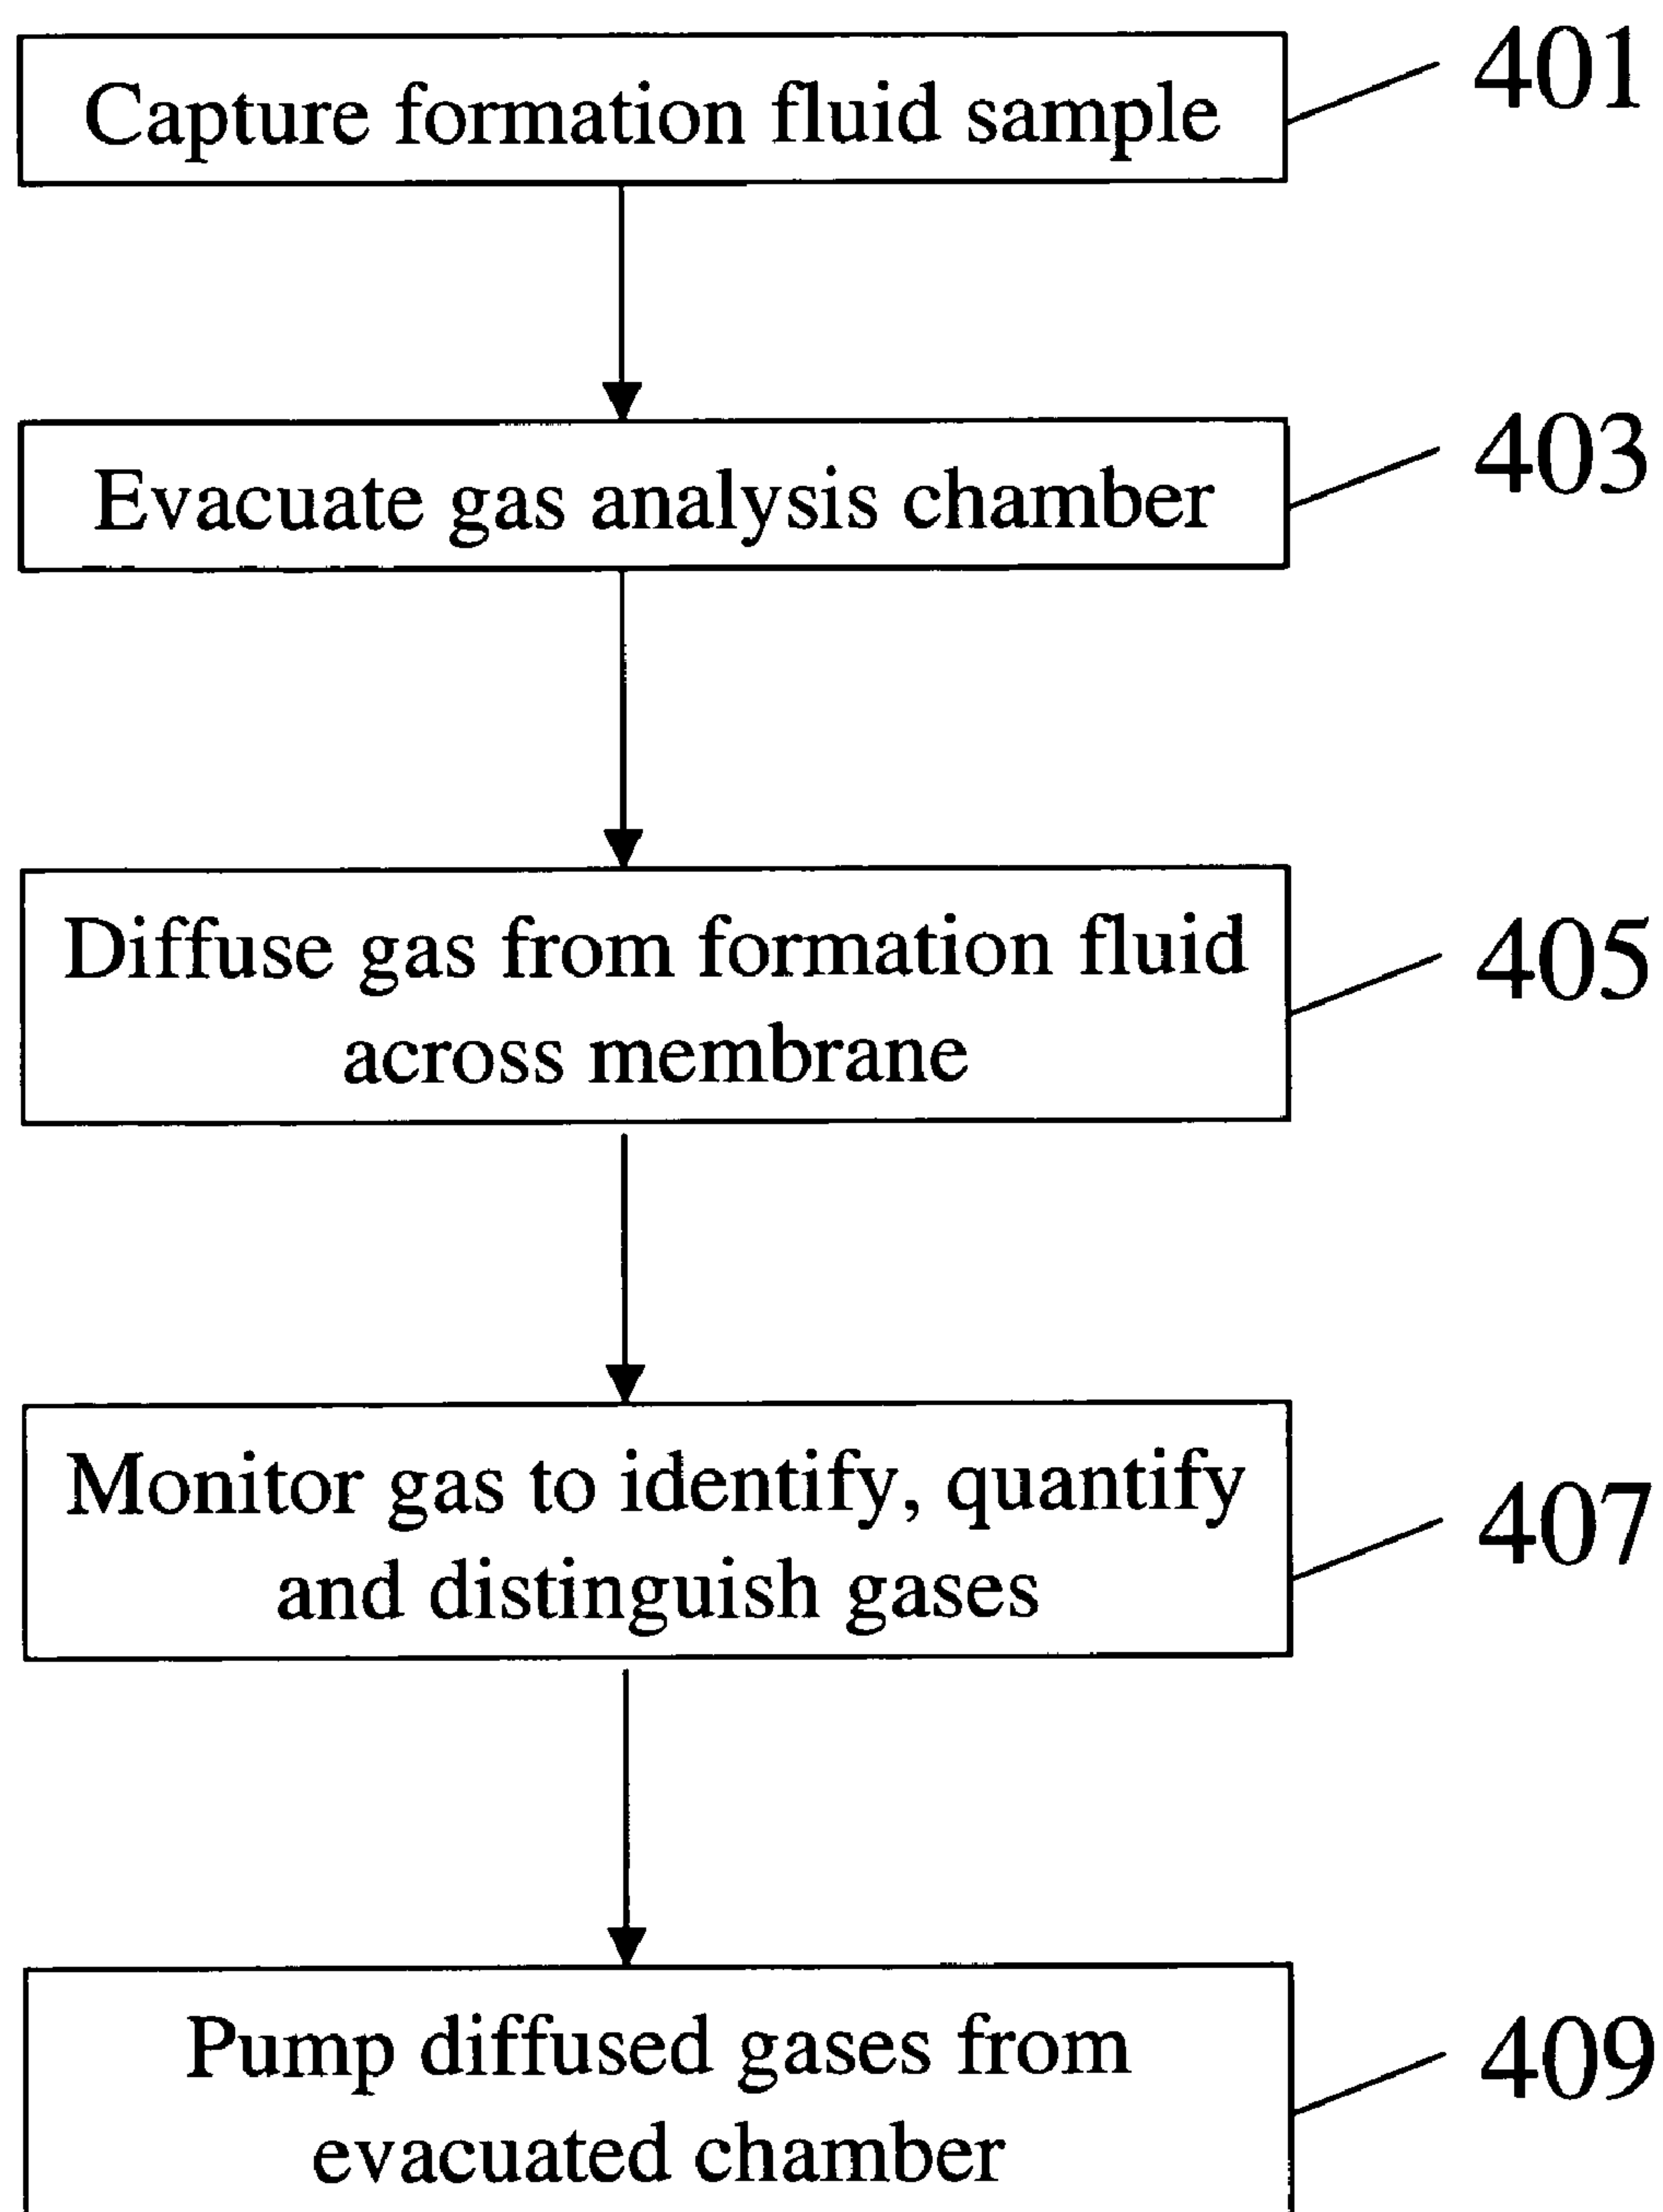 Capture formation fluid sample
401
Evacuate gas analysis chamber
403
Diffuse gas from formation fluid
across membrane
405
Monitor gas to identify, quantify
and distinguish gases
407
Pump diffused gases from
evacuated chamber
409